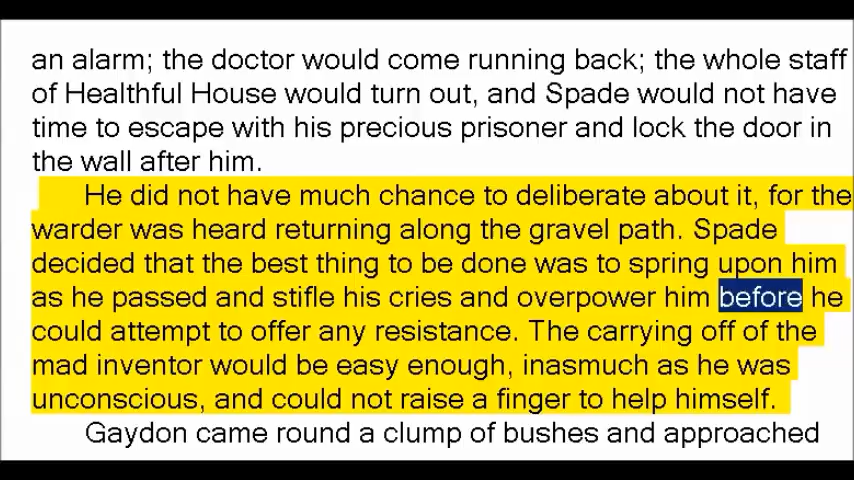 an alarm; the doctor would come running back; the whole staff
of Healthful House would turn out, and Spade would not have
time to escape with his precious prisoner and lock the door in
the wall after him.
He did not have much chance to deliberate about it, for the
warder was heard returning along the gravel path. Spade
decided that the best thing to be done was to spring upon him
as he passed and stifle his cries and overpower him before he
could attempt to offer any resistance. The carrying off of the
mad inventor would be easy enough, inasmuch as he was
unconscious, and could not raise a finger to help himself.
Gaydon came round a clump of bushes and approached